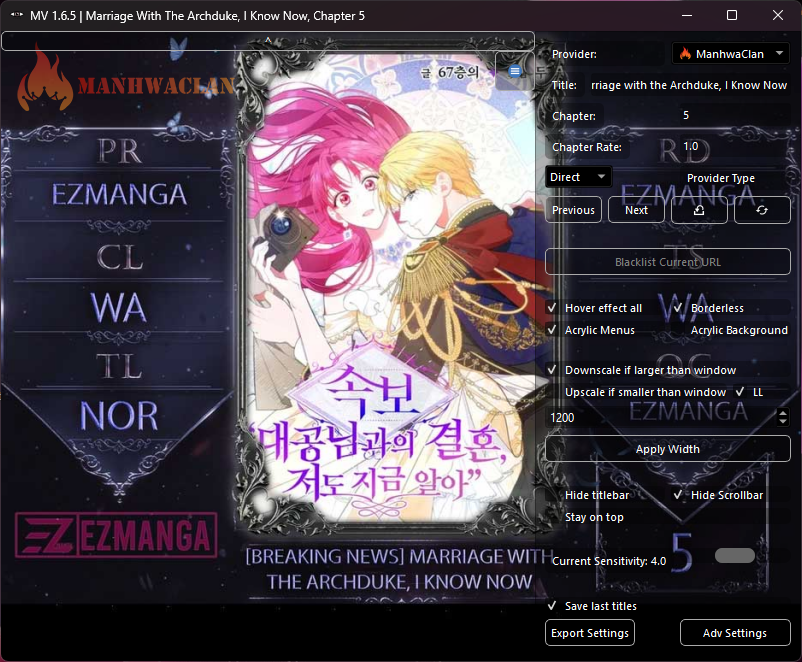 MV 1.6.5 | Marriage With The Archduke, I Know Now, Chapter 5
MANHWACLAN
글 67층의
PR
EZMANGA
CL
WA
TL
NOR
EZMANGA
속보
“대공님과의 결혼,
저도 지금 알아”
[BREAKING NEWS] MARRIAGE WITH
THE ARCHDUKE, I KNOW NOW
RD
EZMANGA
TS
WA
QC
EZMANGA
5
Provider:
ManhwaClan
Title:
rriage with the Archduke, I Know Now
Chapter:
5
Chapter Rate:
1.0
Direct
Provider Type
Previous
Next
Blacklist Current URL
Hover effect all
Borderless
Acrylic Menus
Acrylic Background
Downscale if larger than window
Upscale if smaller than window
LL
1200
Apply Width
Hide titlebar
Hide Scrollbar
Stay on top
Current Sensitivity: 4.0
Save last titles
Export Settings
Adv Settings